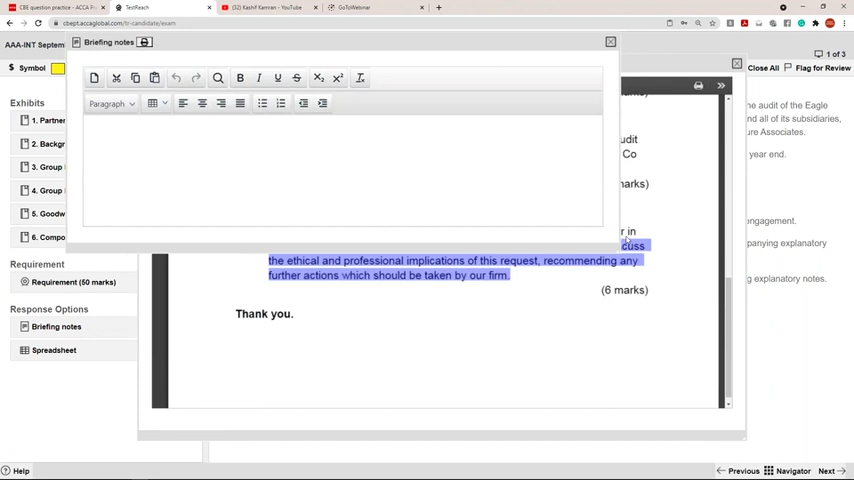 CBE question practice - ACCA P
TestReach
(32) Kashif Kamran - YouTube
GoToWebinar
cbept.accaglobal.com/tr-candidate/exam
AAA-INT Septem
Briefing notes
1 of 3
$ Symbol
Close All
Flag for Review
Paragraph
Exhibits
1. Partner
2. Backgr
3. Group
4. Group
5. Goodw
6. Compo
Requirement
Requirement (50 marks)
Response Options
Briefing notes
Spreadsheet
he audit of the Eagle
nd all of its subsidiaries,
ure Associates.
year end.
ngagement.
panying explanatory
g explanatory notes.
udit
Co
narks)
r in
cuss
the ethical and professional implications of this request, recommending any
further actions which should be taken by our firm.
(6 marks)
Thank you.
Help
Previous
Navigator
Next